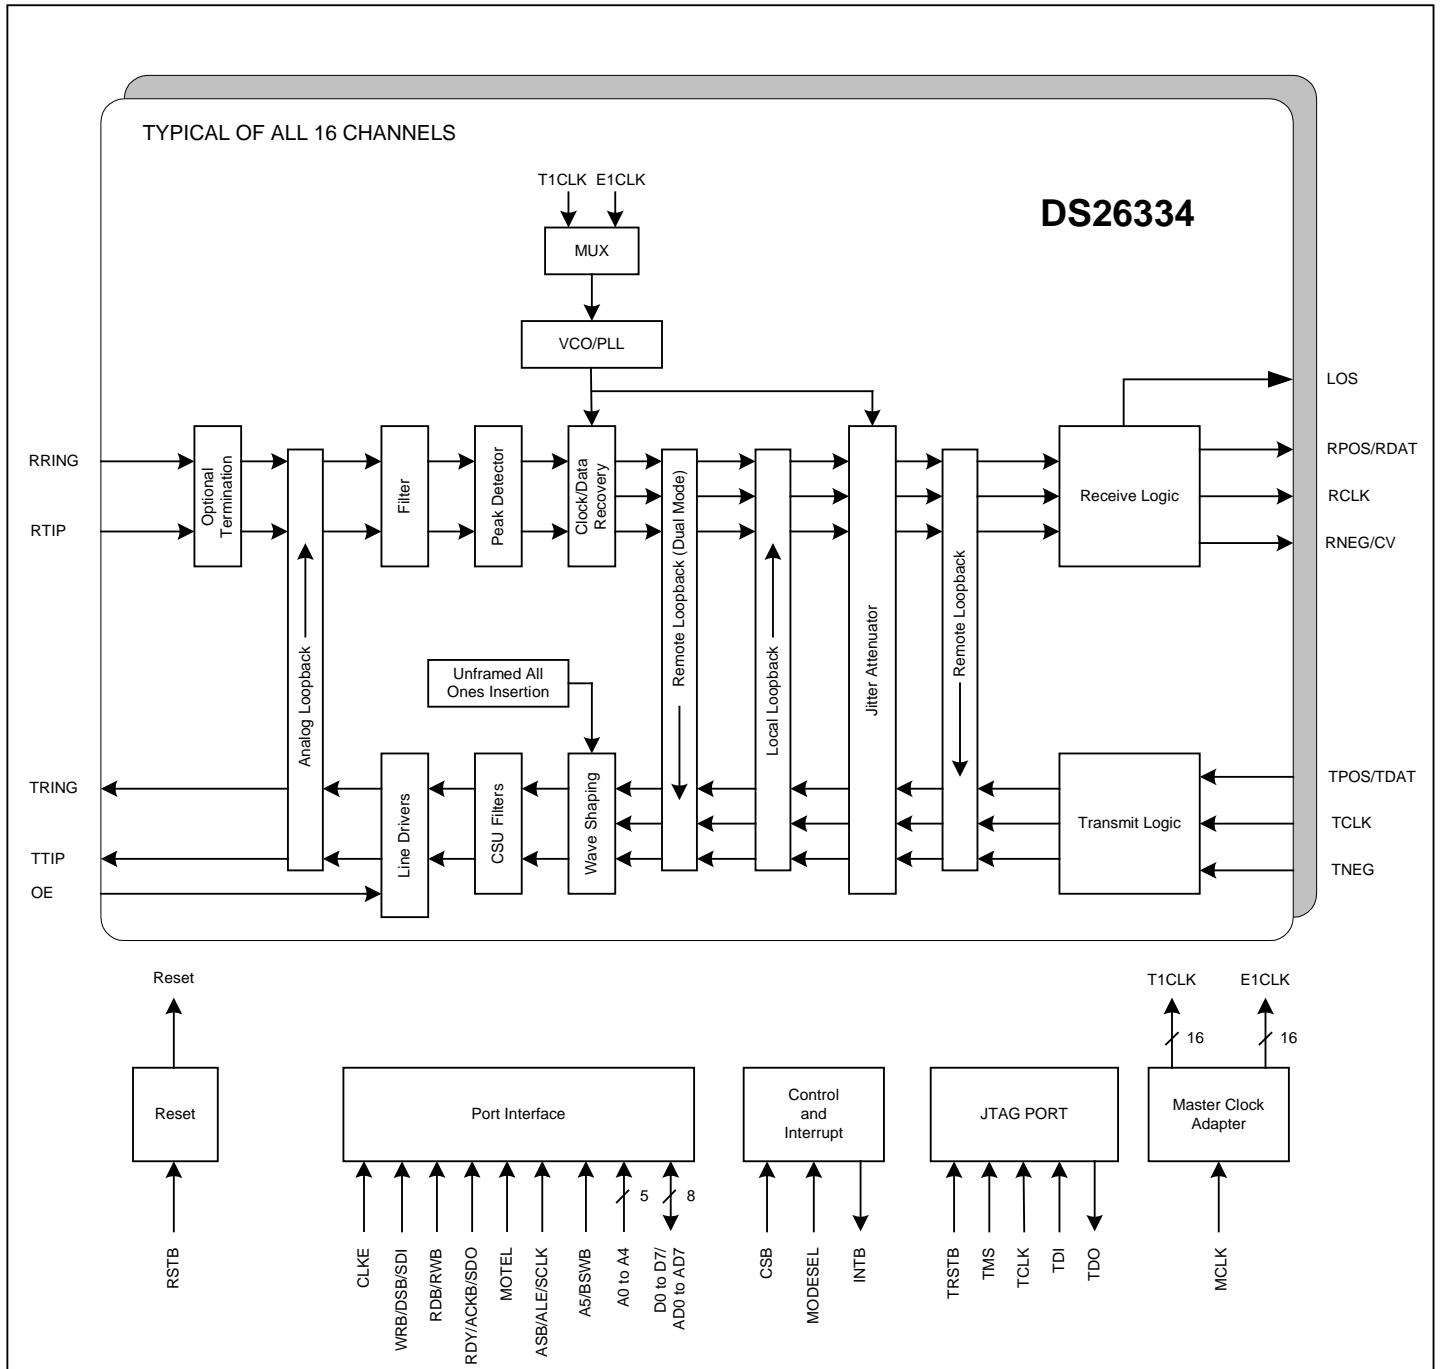 TYPICAL OF ALL 16 CHANNELS
T1CLK
E1CLK
DS26334
MUX
VCO/PLL
LOS
RRING
RTIP
Optional
Termination
Analog Loopback
Filter
Peak Detector
Clock/Data
Recovery
Remote Loopback (Dual Mode)
Local Loopback
Jitter Attenuator
Remote Loopback
Receive Logic
RPOS/RDAT
RCLK
RNEG/CV
Unframed All
Ones Insertion
TRING
TTIP
OE
Line Drivers
CSU Filters
Wave Shaping
Transmit Logic
TPOS/TDAT
TCLK
TNEG
Reset
T1CLK
E1CLK
16
16
Reset
Port Interface
Control
and
Interrupt
JTAG PORT
Master Clock
Adapter
5
8
RSTB
CLKE
WRB/DSB/SDI
RDB/RWB
RDY/ACKB/SDO
MOTEL
ASB/ALE/SCLK
A5/BSWB
A0 to A4
D0 to D7/
AD0 to AD7
CSB
MODESEL
INTB
TRSTB
TMS
TCLK
TDI
TDO
MCLK